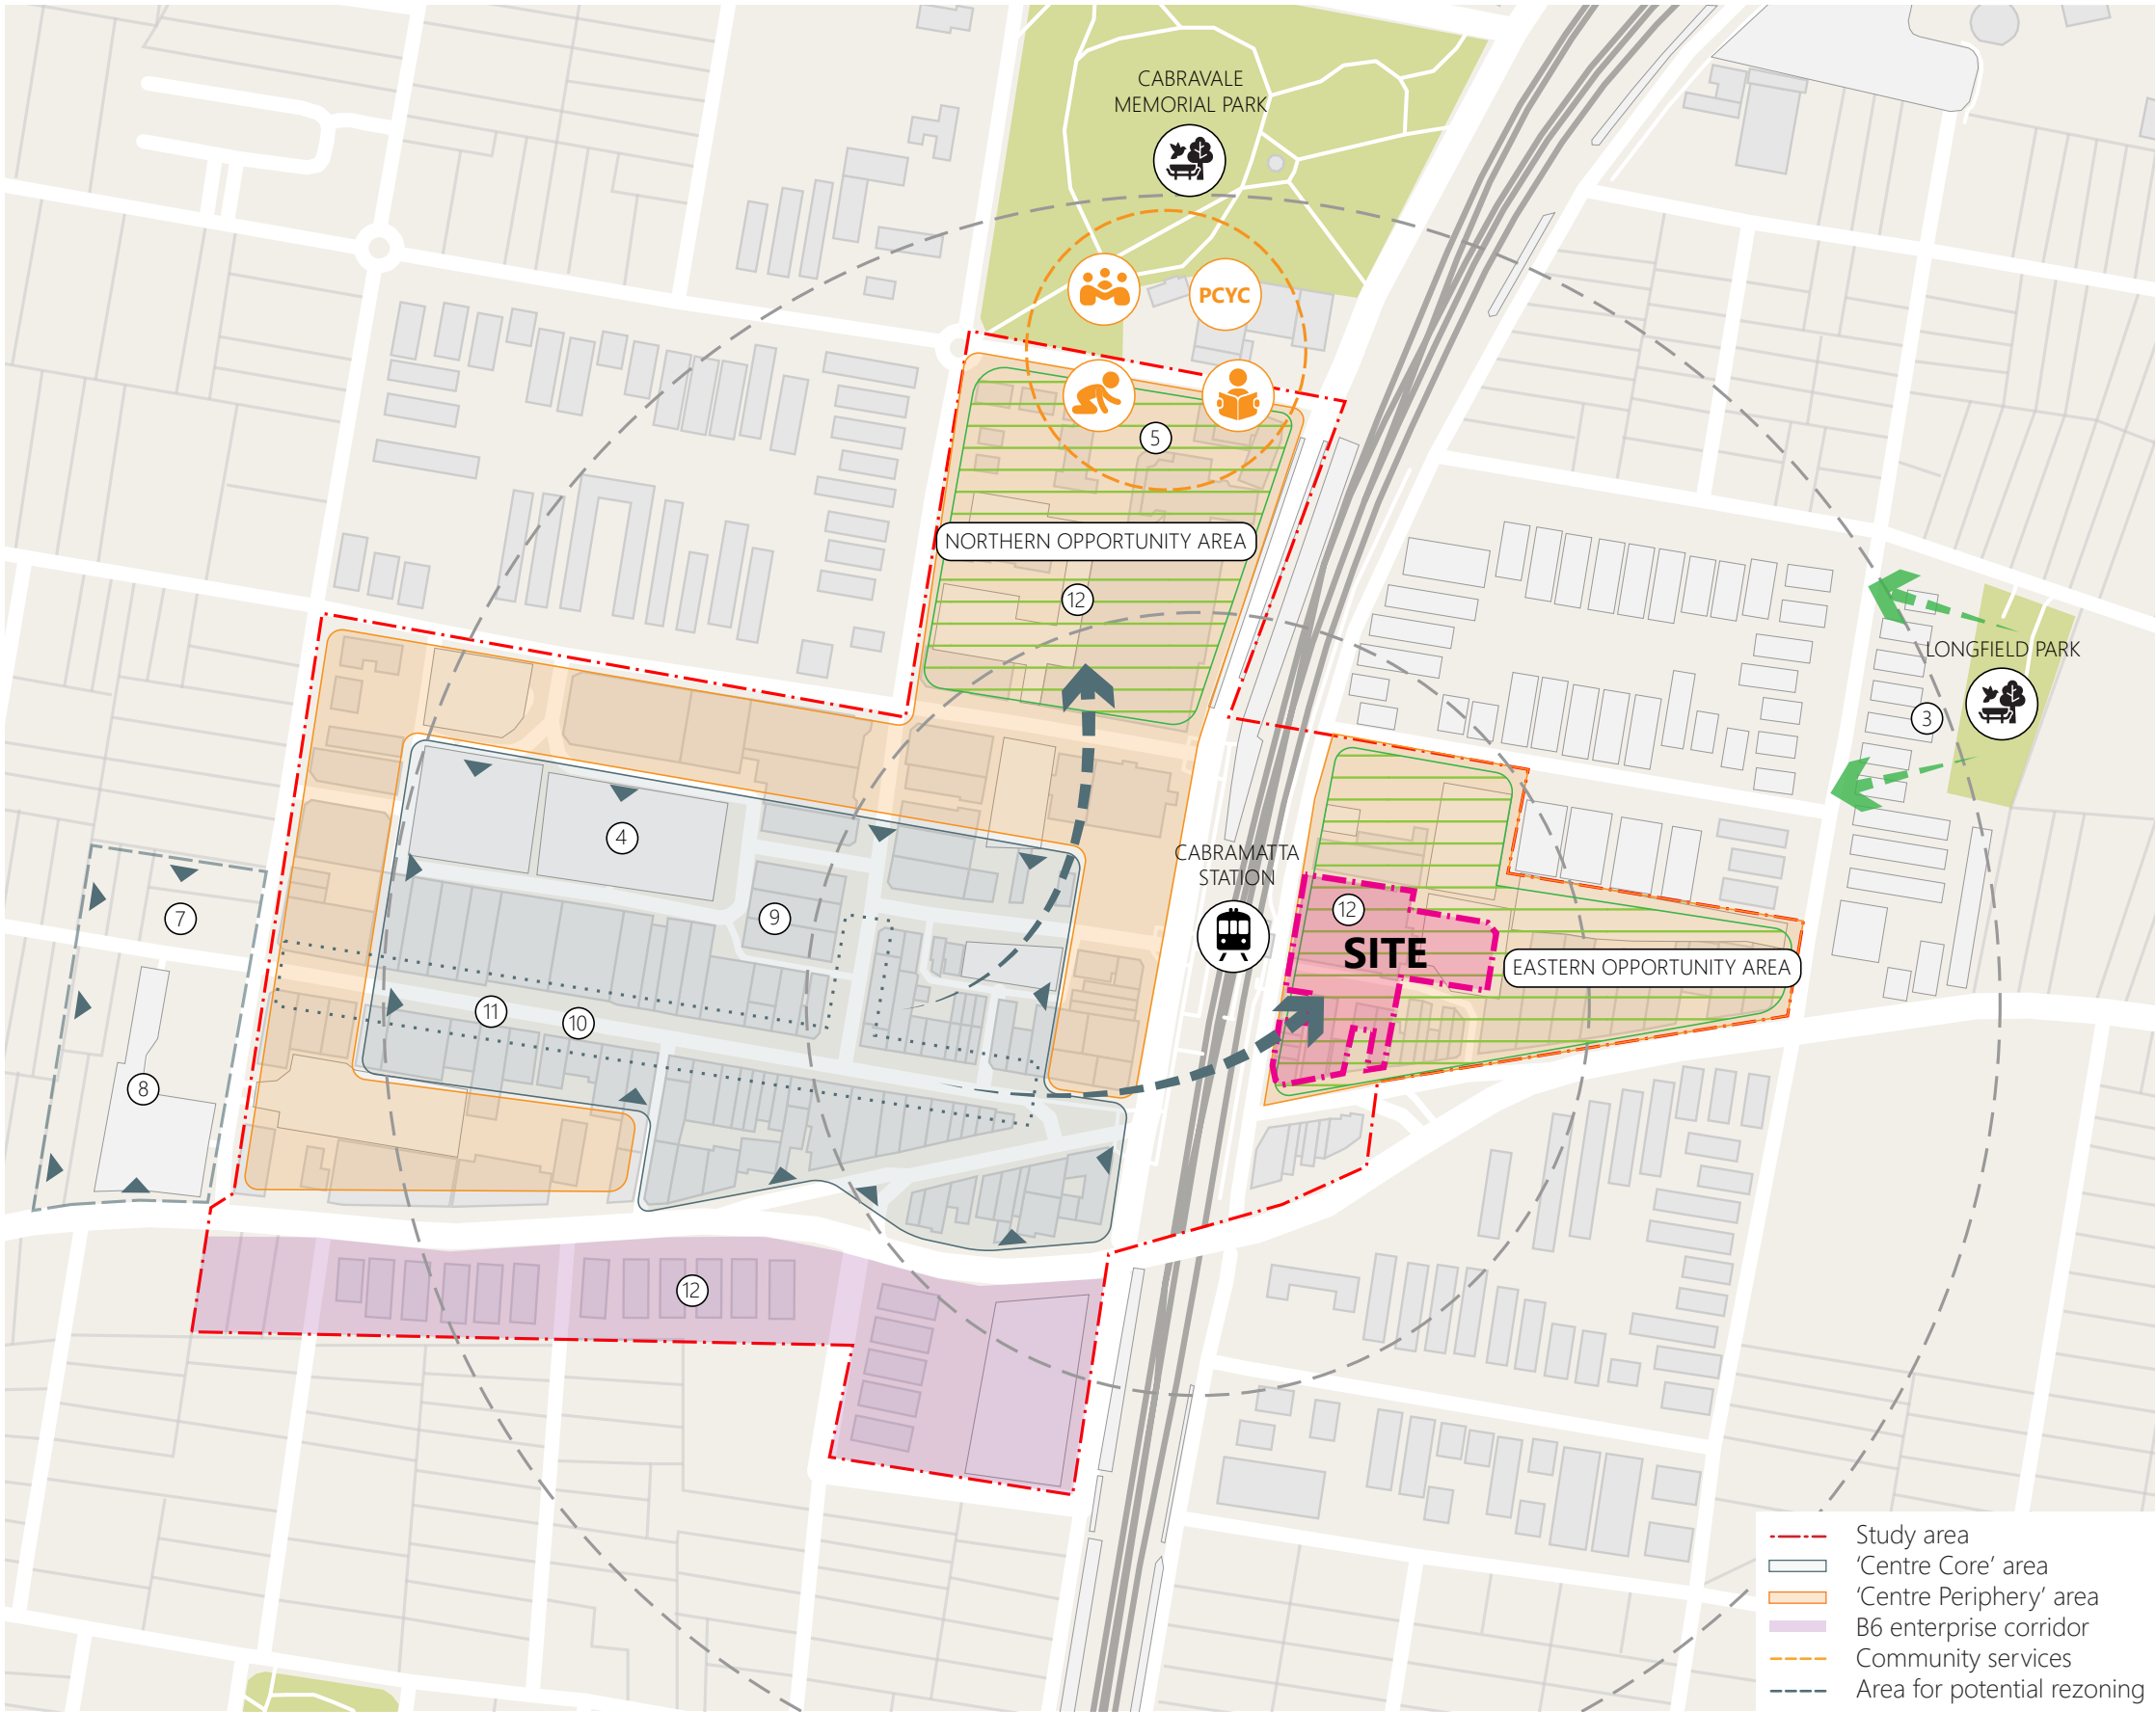 CABRAVALE
MEMORIAL PARK
PCYC
5
NORTHERN OPPORTUNITY AREA
12
LONGFIELD PARK
3
4
CABRAMATTA
STATION
7
9
12
SITE
EASTERN OPPORTUNITY AREA
11
10
8
12
Study area
‘Centre Core’ area
‘Centre Periphery’ area
B6 enterprise corridor
Community services
Area for potential rezoning